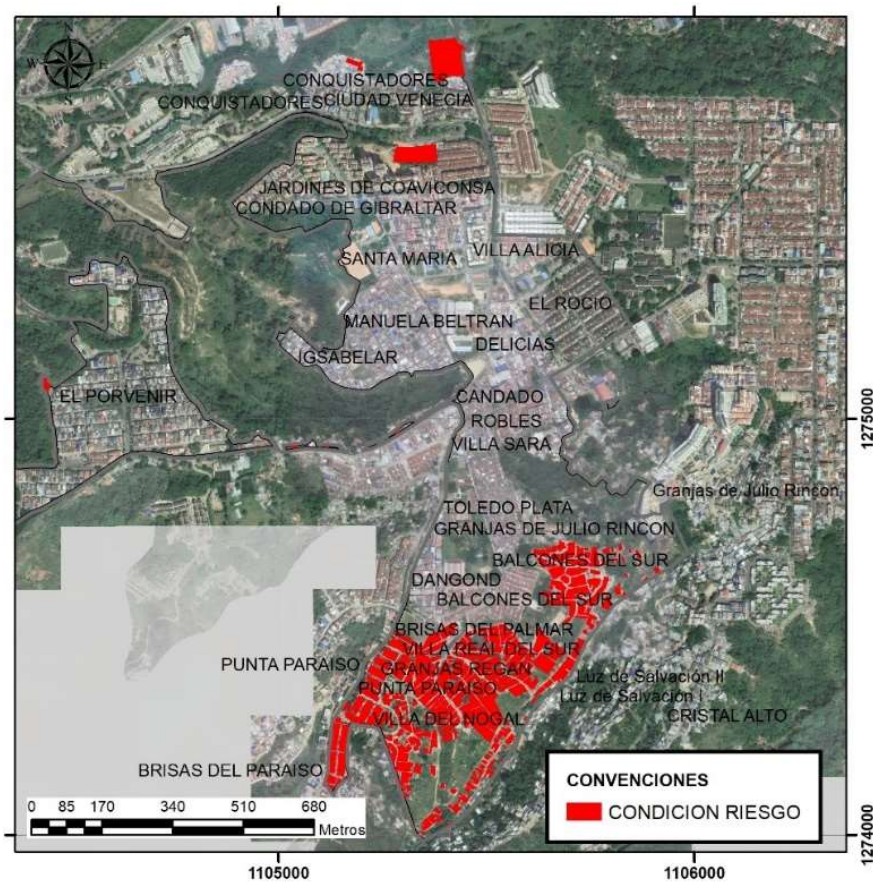 N
W
E
S
CONQUISTADORES
CONQUISTADORES
CIUDAD VENECIA
JARDINES DE COAVICONSA
CONDADO DE GIBRALTAR
SANTA MARIA
VILLA ALICIA
EL ROCIO
MANUELA BELTRAN
IGSABELAR
DELICIAS
EL PORVENIR
CANDADO
ROBLES
VILLA SARA
1275000
Granjas de Julio Rincon
TOLEDO PLATA
GRANJAS DE JULIO RINCON
BALCONES DEL SUR
DANGOND
BALCONES DEL SUR
BRISAS DEL PALMAR
VILLA REAL DEL SUR
PUNTA PARAISO
GRANJAS REGAN
Luz de Salvación II
PUNTA PARAISO
Luz de Salvación I
VILLA DEL NOGAL
CRISTAL ALTO
BRISAS DEL PARAISO
CONVENCIONES
CONDICION RIESGO
0 85 170 340 510 680
Metros
1274000
1105000
1106000